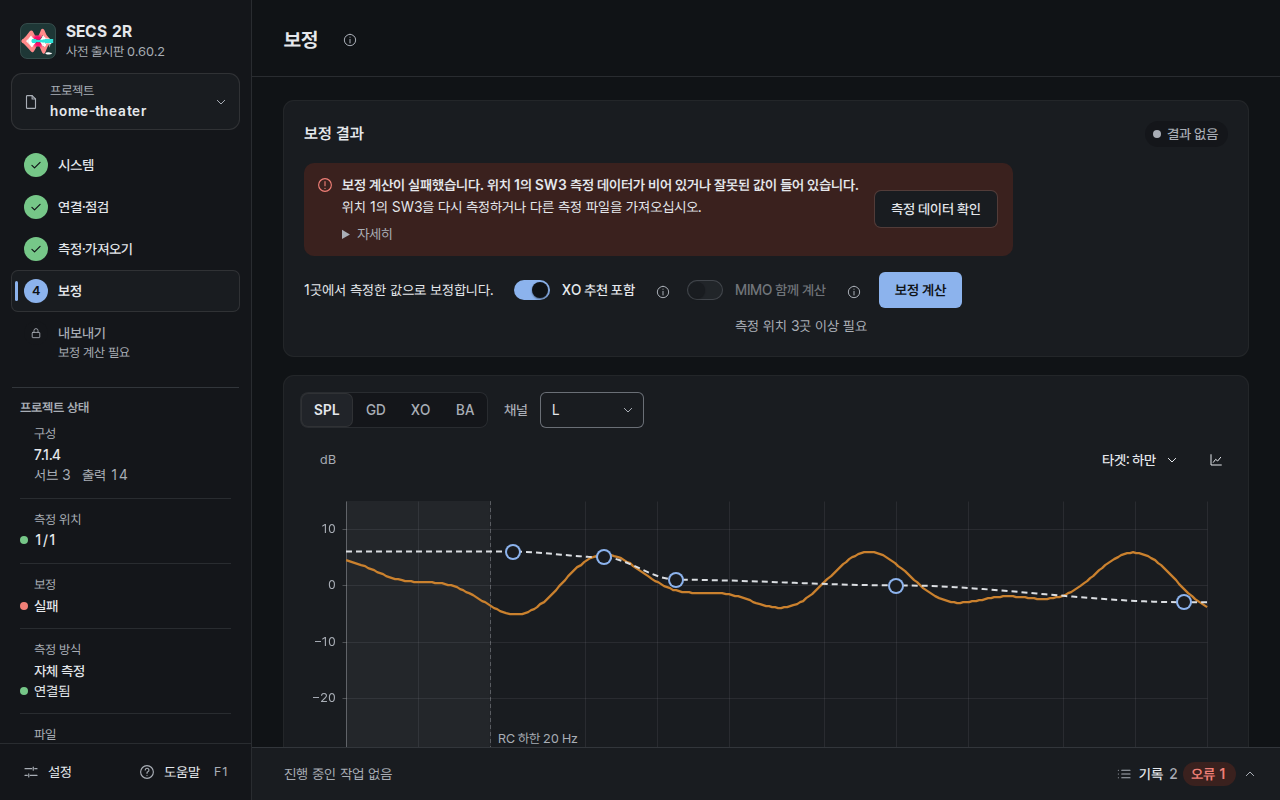 SECS 2R
사전 출시판 0.60.2
프로젝트
home-theater
시스템
연결·점검
측정·가져오기
4 보정
내보내기
보정 계산 필요
프로젝트 상태
구성
7.1.4
서브 3 출력 14
측정 위치
1/1
보정
실패
측정 방식
자체 측정
연결됨
파일
설정 도움말 F1
보정
보정 결과 결과 없음
보정 계산이 실패했습니다. 위치 1의 SW3 측정 데이터가 비어 있거나 잘못된 값이 들어 있습니다.
위치 1의 SW3을 다시 측정하거나 다른 측정 파일을 가져오십시오.
측정 데이터 확인
▶ 자세히
1곳에서 측정한 값으로 보정합니다. XO 추천 포함 MIMO 함께 계산 보정 계산
측정 위치 3곳 이상 필요
SPL GD XO BA 채널 L
dB 타겟: 하만
10
0
−10
−20
RC 하한 20 Hz
진행 중인 작업 없음 기록 2 오류 1